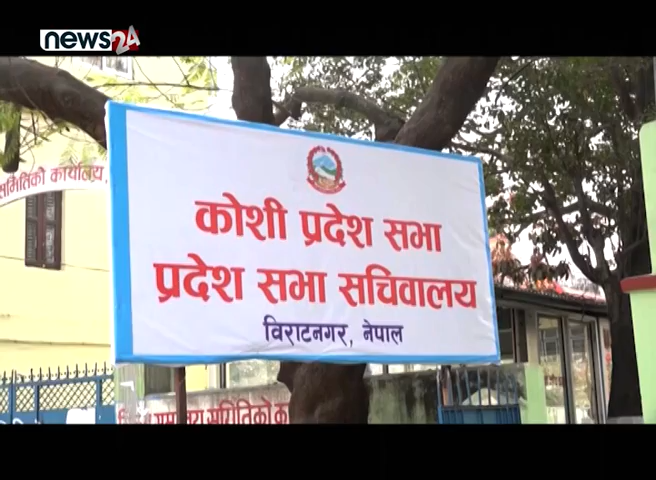 news24
समितिको कार्यालय,
कोशी प्रदेश सभा
प्रदेश सभा सचिवालय
विराटनगर, नेपाल